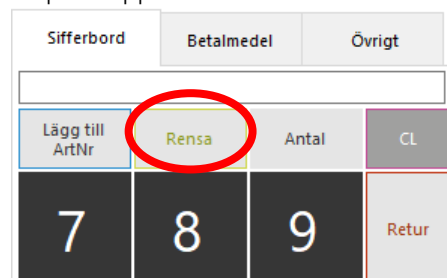 Sifferbord Betalmedel Övrigt
Lägg till
ArtNr
Rensa Antal CL
7 8 9 Retur